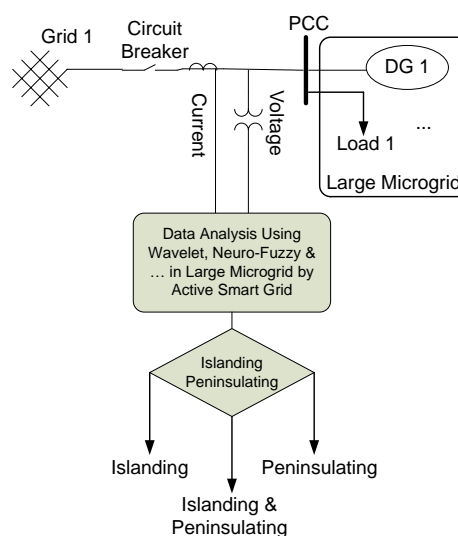 Grid 1
Circuit
Breaker
PCC
DG 1
Current
Voltage
Load 1
...
Large Microgrid
Data Analysis Using
Wavelet, Neuro-Fuzzy &
… in Large Microgrid by
Active Smart Grid
Islanding
Peninsulating
Islanding
Peninsulating
Islanding &
Peninsulating